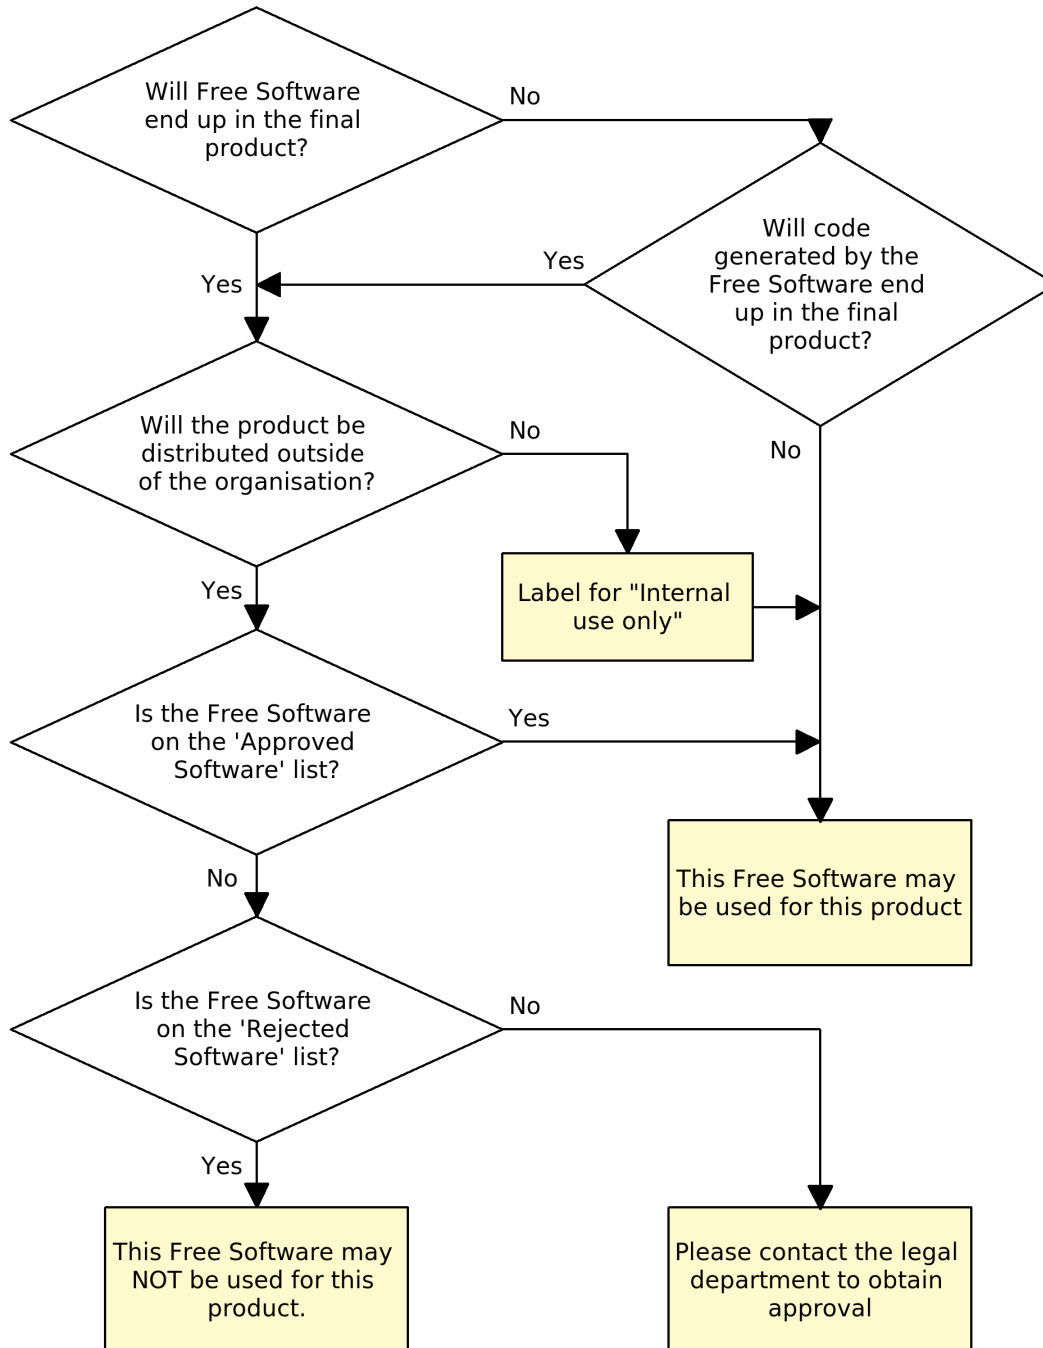 Will Free Software
end up in the final
product?
No
Will code
generated by the
Free Software end
up in the final
product?
Yes
Yes
Will the product be
distributed outside
of the organisation?
No
No
Label for "Internal
use only"
Yes
Is the Free Software
on the 'Approved
Software' list?
Yes
No
This Free Software may
be used for this product
Is the Free Software
on the 'Rejected
Software' list?
No
Yes
This Free Software may
NOT be used for this
product.
Please contact the legal
department to obtain
approval